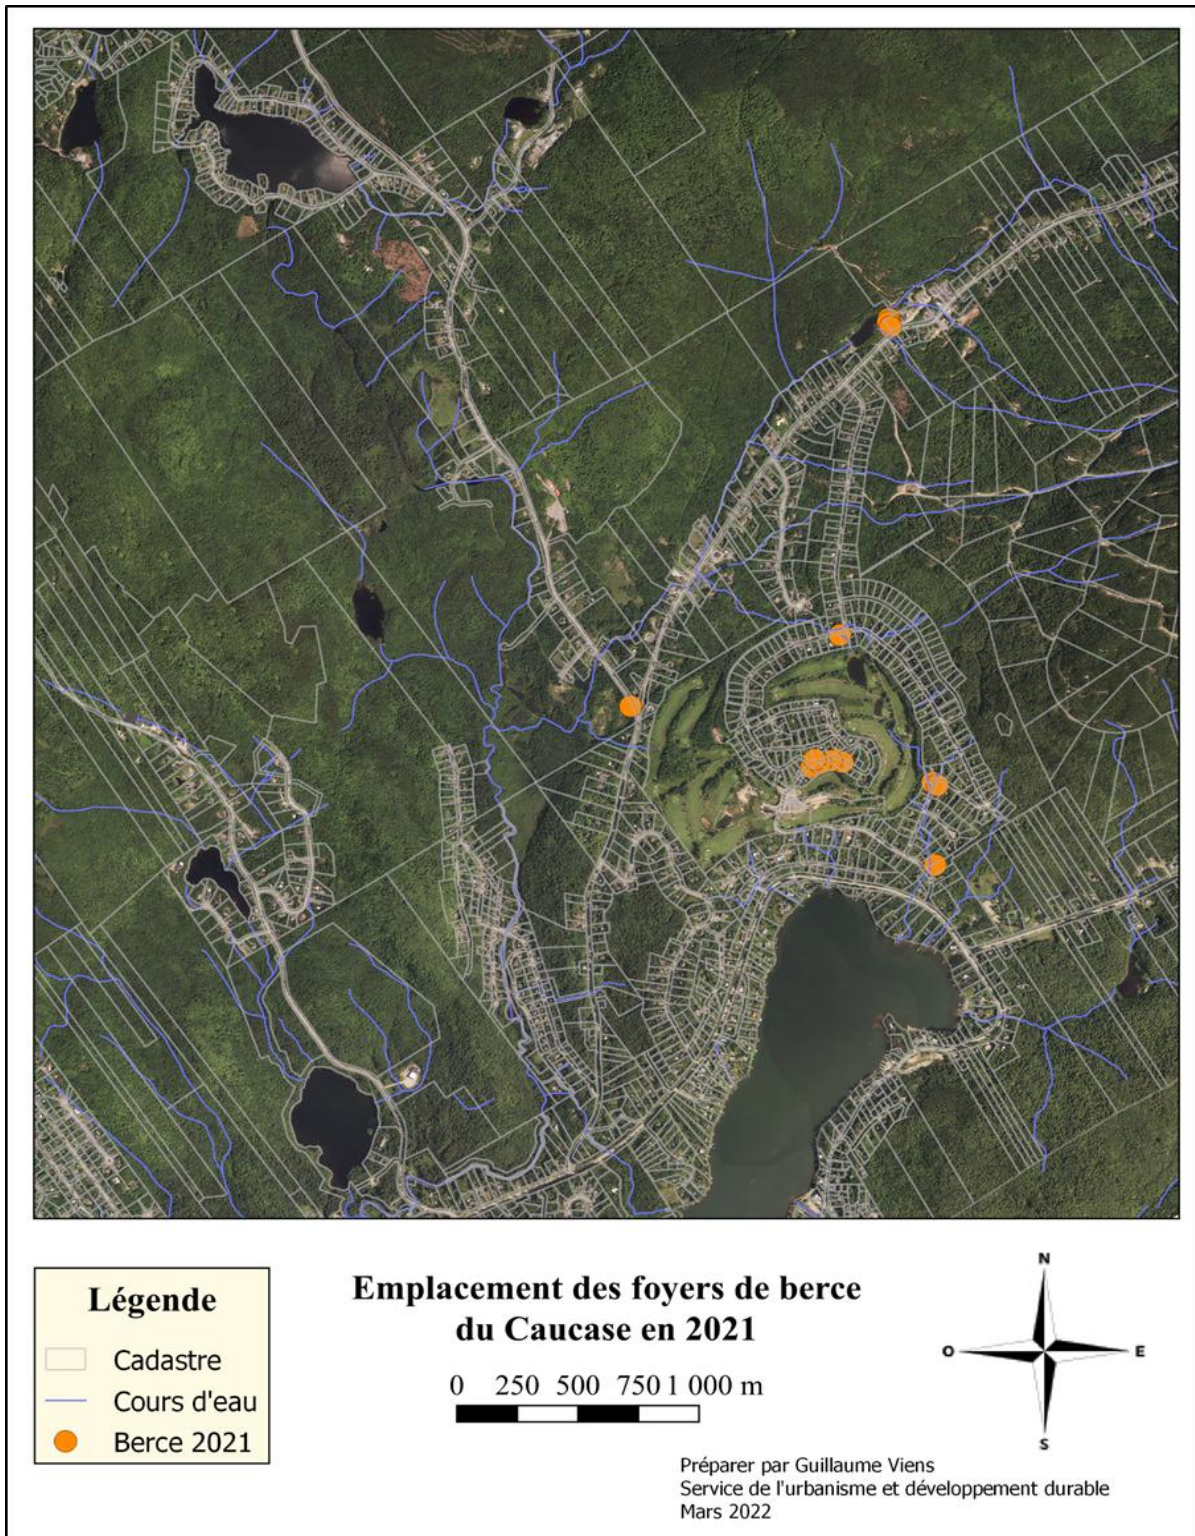 Légende
Cadastre
Cours d'eau
Berce 2021
Emplacement des foyers de berce
du Caucase en 2021
0 250 500 750 1 000 m
N
O
E
S
Préparer par Guillaume Viens
Service de l'urbanisme et développement durable
Mars 2022